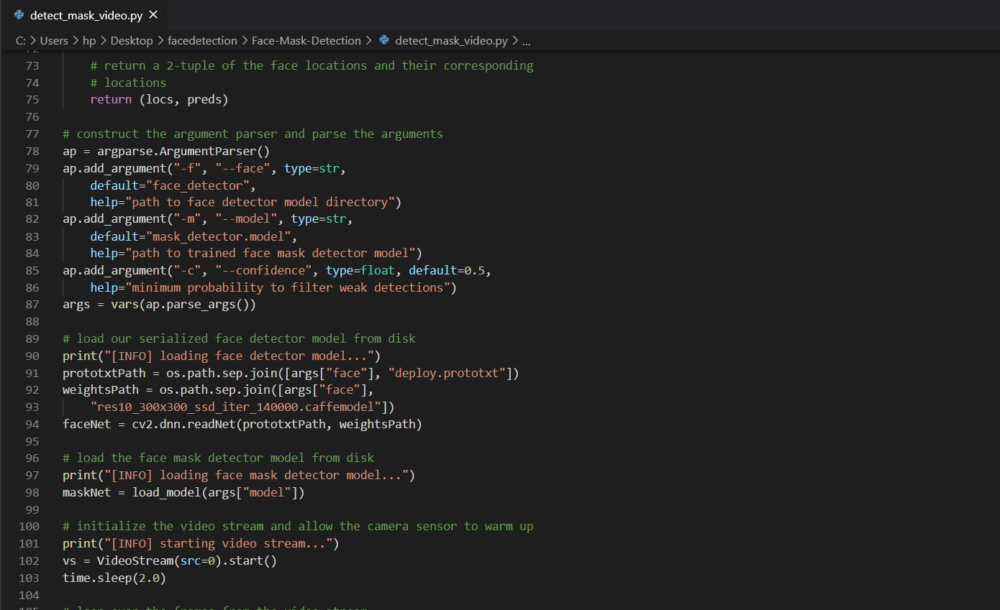 detect_mask_video.py ×
C: > Users > hp > Desktop > facedetection > Face-Mask-Detection > detect_mask_video.py > ...
72
73 # return a 2-tuple of the face locations and their corresponding
74 # locations
75 return (locs, preds)
76
77 # construct the argument parser and parse the arguments
78 ap = argparse.ArgumentParser()
79 ap.add_argument("-f", "--face", type=str,
80 default="face_detector",
81 help="path to face detector model directory")
82 ap.add_argument("-m", "--model", type=str,
83 default="mask_detector.model",
84 help="path to trained face mask detector model")
85 ap.add_argument("-c", "--confidence", type=float, default=0.5,
86 help="minimum probability to filter weak detections")
87 args = vars(ap.parse_args())
88
89 # load our serialized face detector model from disk
90 print("[INFO] loading face detector model...")
91 prototxtPath = os.path.sep.join([args["face"], "deploy.prototxt"])
92 weightsPath = os.path.sep.join([args["face"],
93 "res10_300x300_ssd_iter_140000.caffemodel"])
94 faceNet = cv2.dnn.readNet(prototxtPath, weightsPath)
95
96 # load the face mask detector model from disk
97 print("[INFO] loading face mask detector model...")
98 maskNet = load_model(args["model"])
99
100 # initialize the video stream and allow the camera sensor to warm up
101 print("[INFO] starting video stream...")
102 vs = VideoStream(src=0).start()
103 time.sleep(2.0)
104
105 # loop over the frames from the video stream